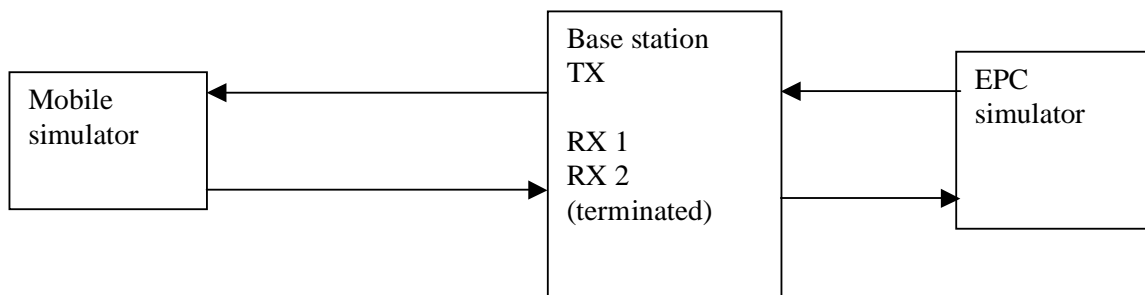 Mobile
simulator
Base station
TX
RX 1
RX 2
(terminated)
EPC
simulator